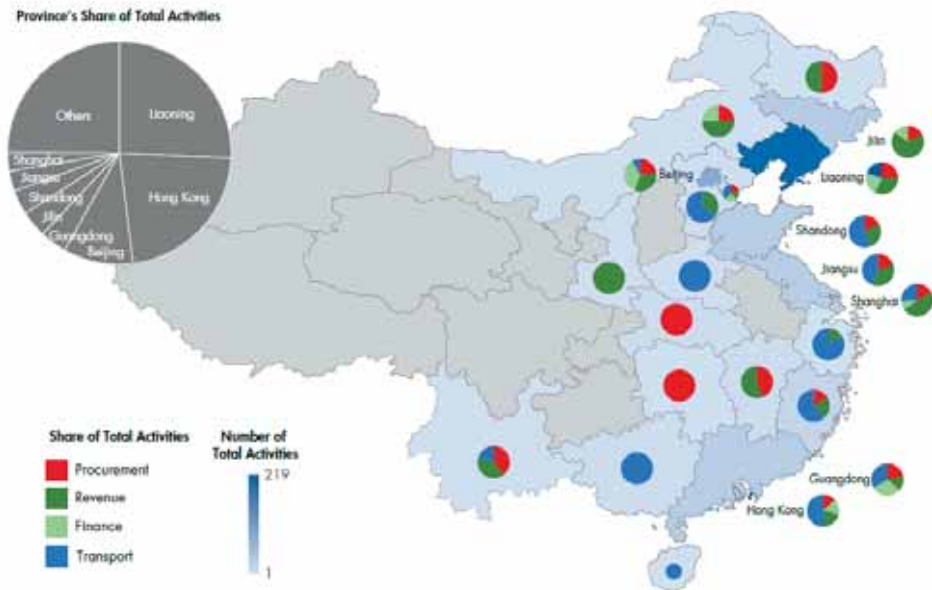 Province's Share of Total Activities
Others
Liaoning
Shanghai
Jiangsu
Shandong
Jilin
Guangdong
Beijing
Hong Kong
Beijing
Jilin
Liaoning
Shandong
Jiangsu
Shanghai
Guangdong
Hong Kong
Share of Total Activities
Procurement
Revenue
Finance
Transport
Number of
Total Activities
219
1